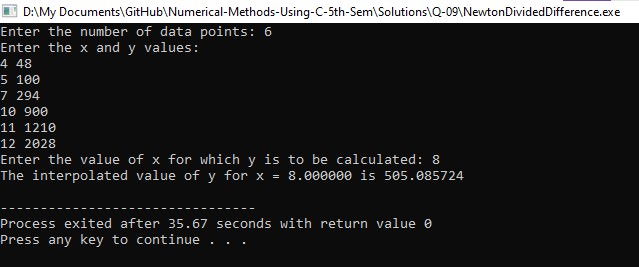 D:\My Documents\GitHub\Numerical-Methods-Using-C-5th-Sem\Solutions\Q-09\NewtonDividedDifference.exe
Enter the number of data points: 6
Enter the x and y values:
4 48
5 100
7 294
10 900
11 1210
12 2028
Enter the value of x for which y is to be calculated: 8
The interpolated value of y for x = 8.000000 is 505.085724
--------------------------------
Process exited after 35.67 seconds with return value 0
Press any key to continue . . .